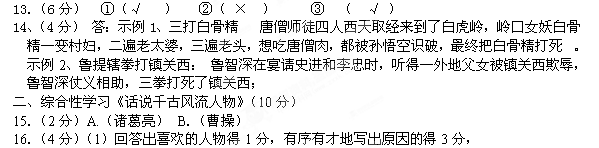 13.（6分） ①（ √ ） ②（ × ） ③（ √ ）
14.（4分） 答：示例1、三打白骨精 唐僧师徒四人西天取经来到了白虎岭，岭口女妖白骨
精一变村妇，二遍老太婆，三遍老头，想吃唐僧肉，都被孙悟空识破，最终把白骨精打死 。
示例2、鲁提辖拳打镇关西： 鲁智深在宴请史进和李忠时，听得一外地父女被镇关西欺辱，
鲁智深仗义相助，三拳打死了镇关西；
二、综合性学习《话说千古风流人物》（10分）
15.（2分）A.（诸葛亮） B.（曹操）
16.（4分）（1）回答出喜欢的人物得1分，有序有才地写出原因的得3分，